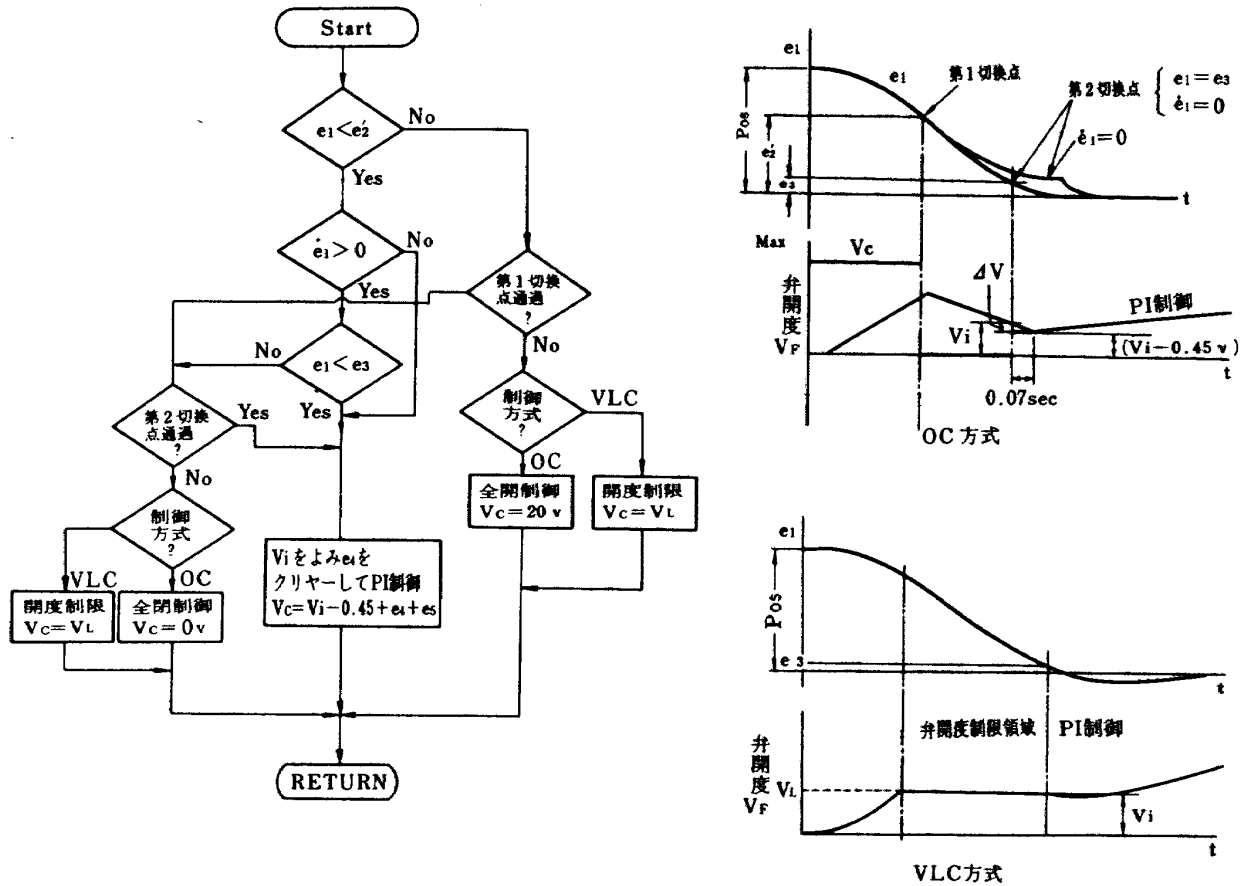 Start
e₁<e₂′
No
Yes
ė₁>0
No
Yes
第1切換
点通過
?
No
e₁<e₃
No
Yes
第2切換
点通過
?
Yes
No
制御
方式
?
VLC
OC
全開制御
Vc=20v
開度制限
Vc=VL
制御
方式
?
VLC
OC
開度制限
Vc=VL
全閉制御
Vc=0v
Viをよみe₄を
クリヤーしてPI制御
Vc=Vi-0.45+e₄+e₅
RETURN
e₁
e₁
第1切換点
第2切換点
e₁=e₃
ė₁=0
ė₁=0
Pos
e₂′
e₃
t
Max
Vc
ΔV
弁開度
VF
Vi
PI制御
(Vi-0.45v)
t
0.07sec
OC方式
e₁
Pos
e₃
t
弁開度制限領域
PI制御
弁開度
VF
VL
Vi
t
VLC方式